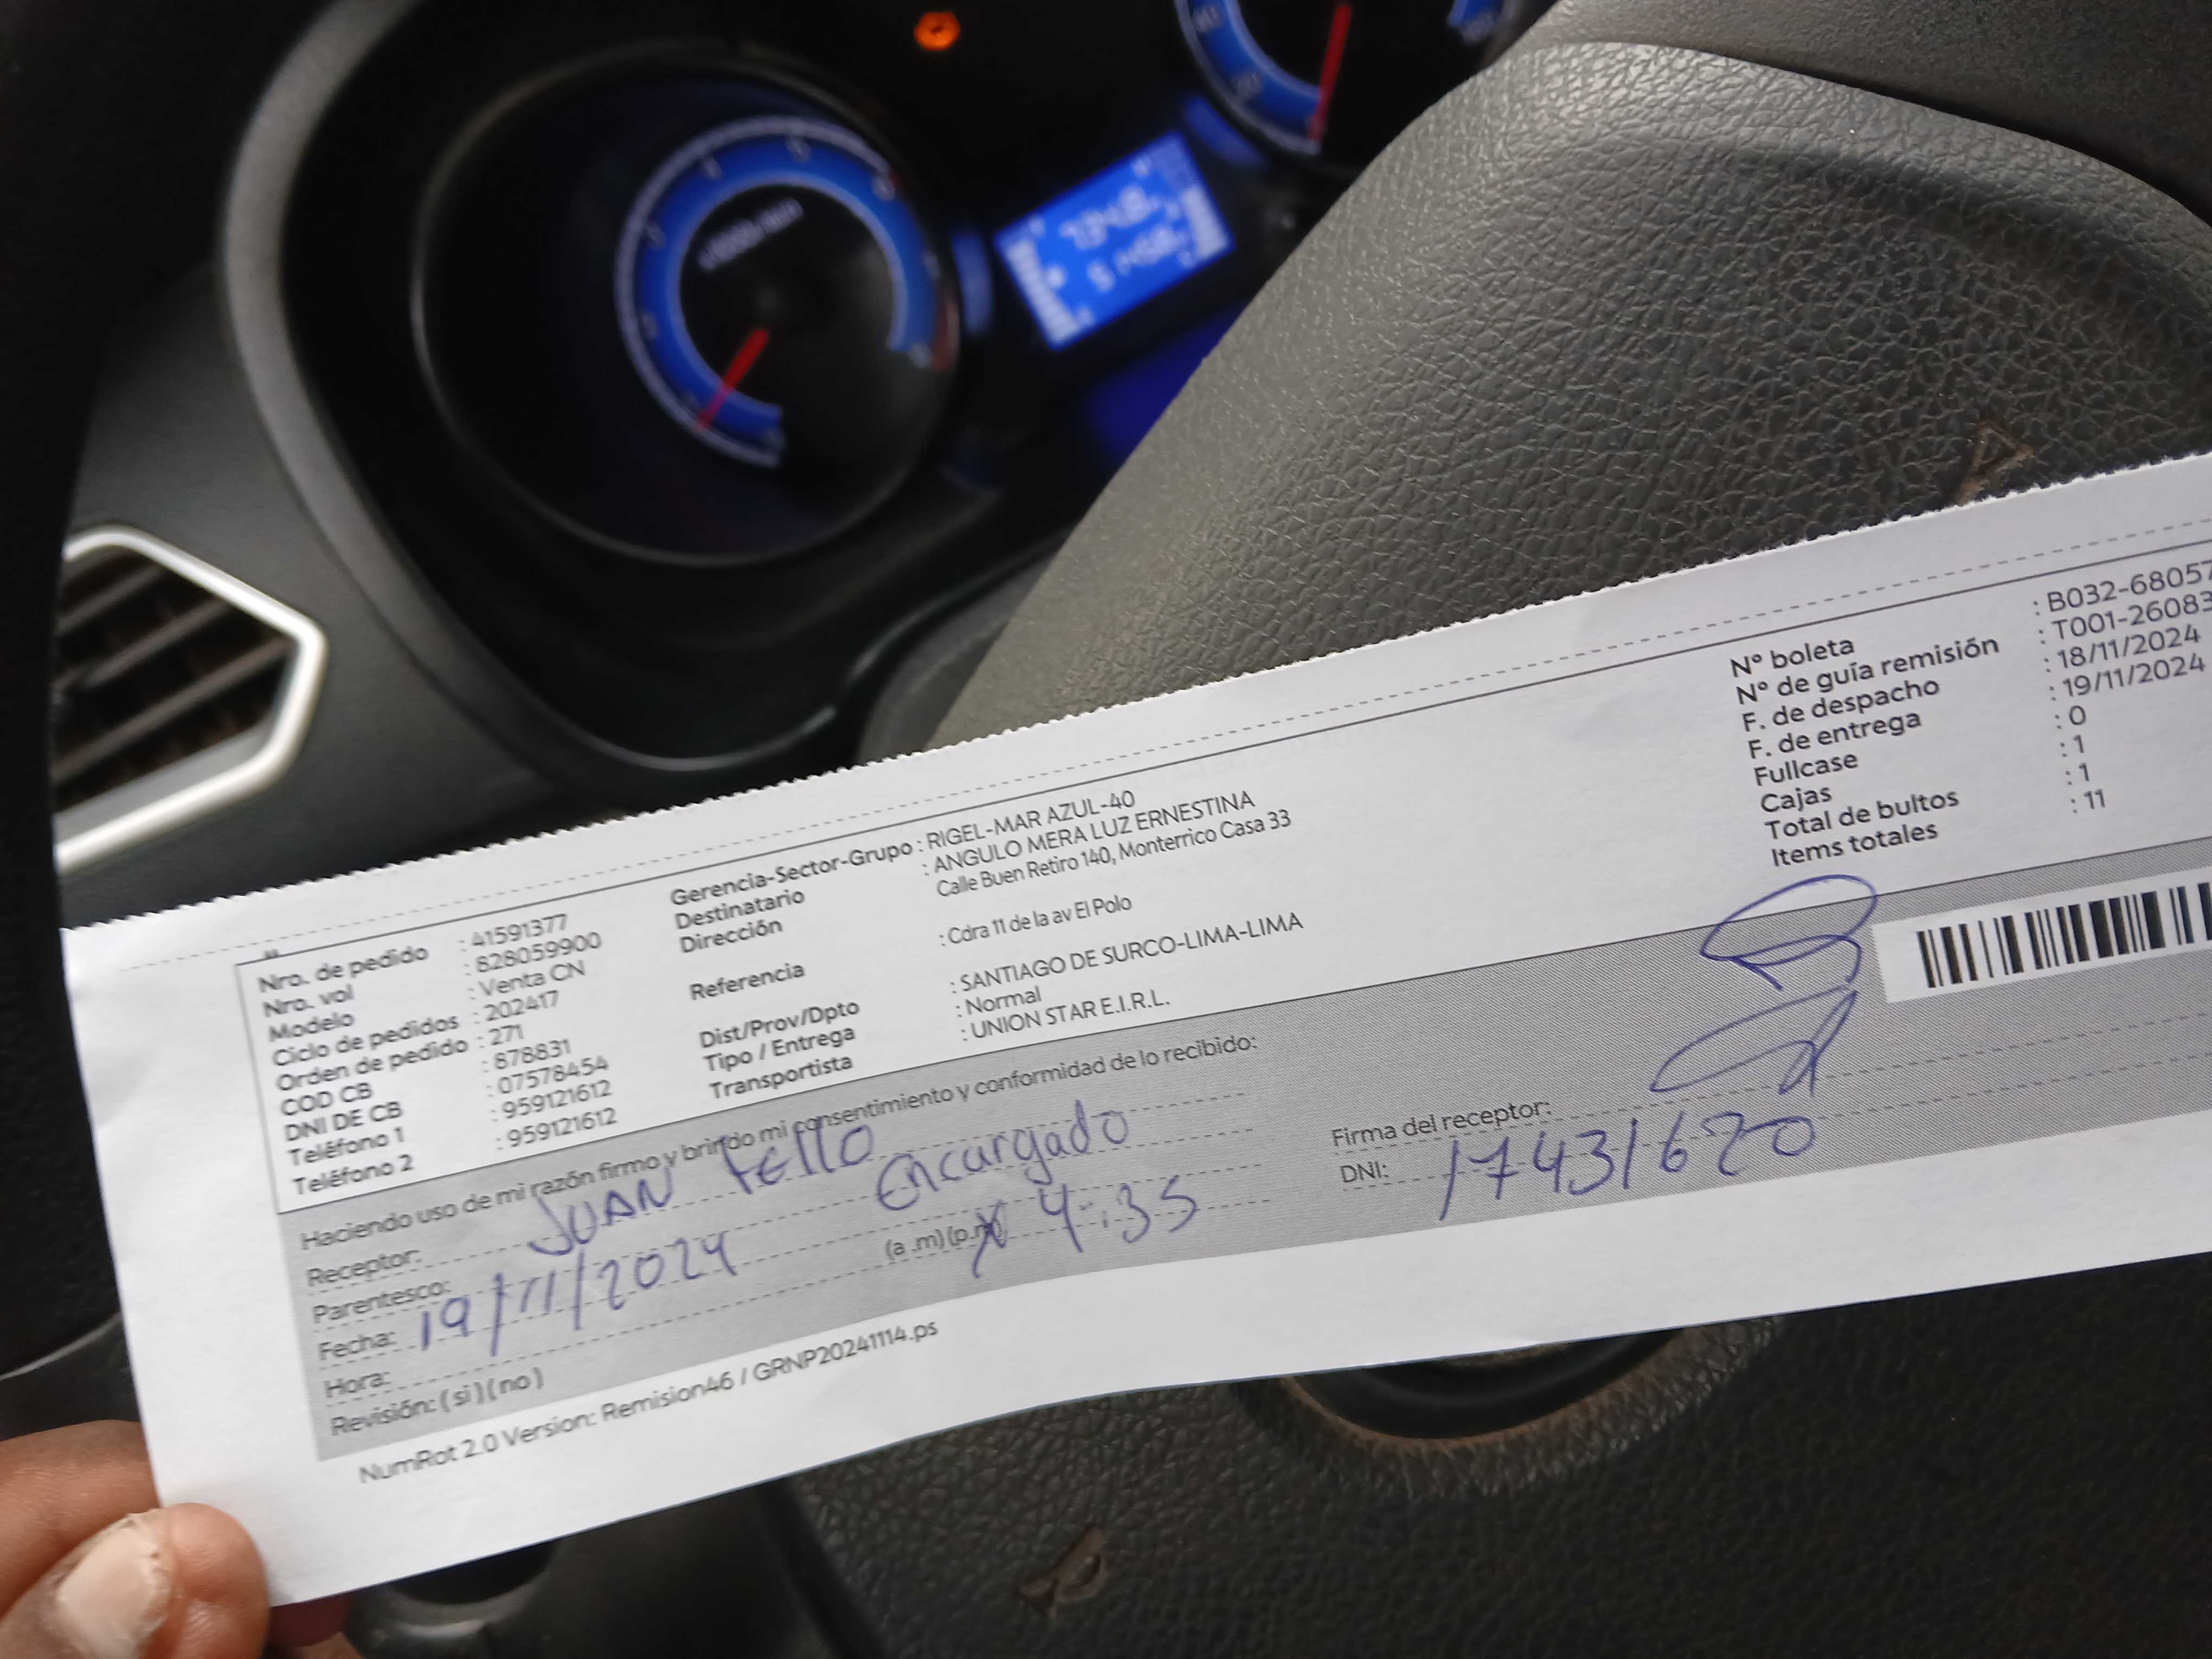 Nro. de pedido : 41591377
Nro. vol : 828059900
Modelo : Venta CN
Ciclo de pedidos : 202417
Orden de pedido : 271
COD CB : 878831
DNI DE CB : 07578454
Teléfono 1 : 959121612
Teléfono 2 : 959121612
Gerencia-Sector-Grupo : RIGEL-MAR AZUL-40
Destinatario : ANGULO MERA LUZ ERNESTINA
Dirección Calle Buen Retiro 140, Monterrico Casa 33
Referencia : Cdra 11 de la av El Polo
Dist/Prov/Dpto : SANTIAGO DE SURCO-LIMA-LIMA
Tipo / Entrega : Normal
Transportista : UNION STAR E.I.R.L.
N° boleta : B032-68057
N° de guía remisión : T001-26083
F. de despacho : 18/11/2024
F. de entrega : 19/11/2024
Fullcase : 0
Cajas : 1
Total de bultos : 1
Items totales : 11
Haciendo uso de mi razón firmo y brindo mi consentimiento y conformidad de lo recibido:
Receptor: JUAN TELLO
Parentesco: Encargado
Fecha: 19/11/2024
Hora: (a .m) (p.m) 4:35
Revisión: ( si ) ( no )
Firma del receptor:
DNI: 17431620
NumRot 2.0 Version: Remision46 / GRNP20241114.ps